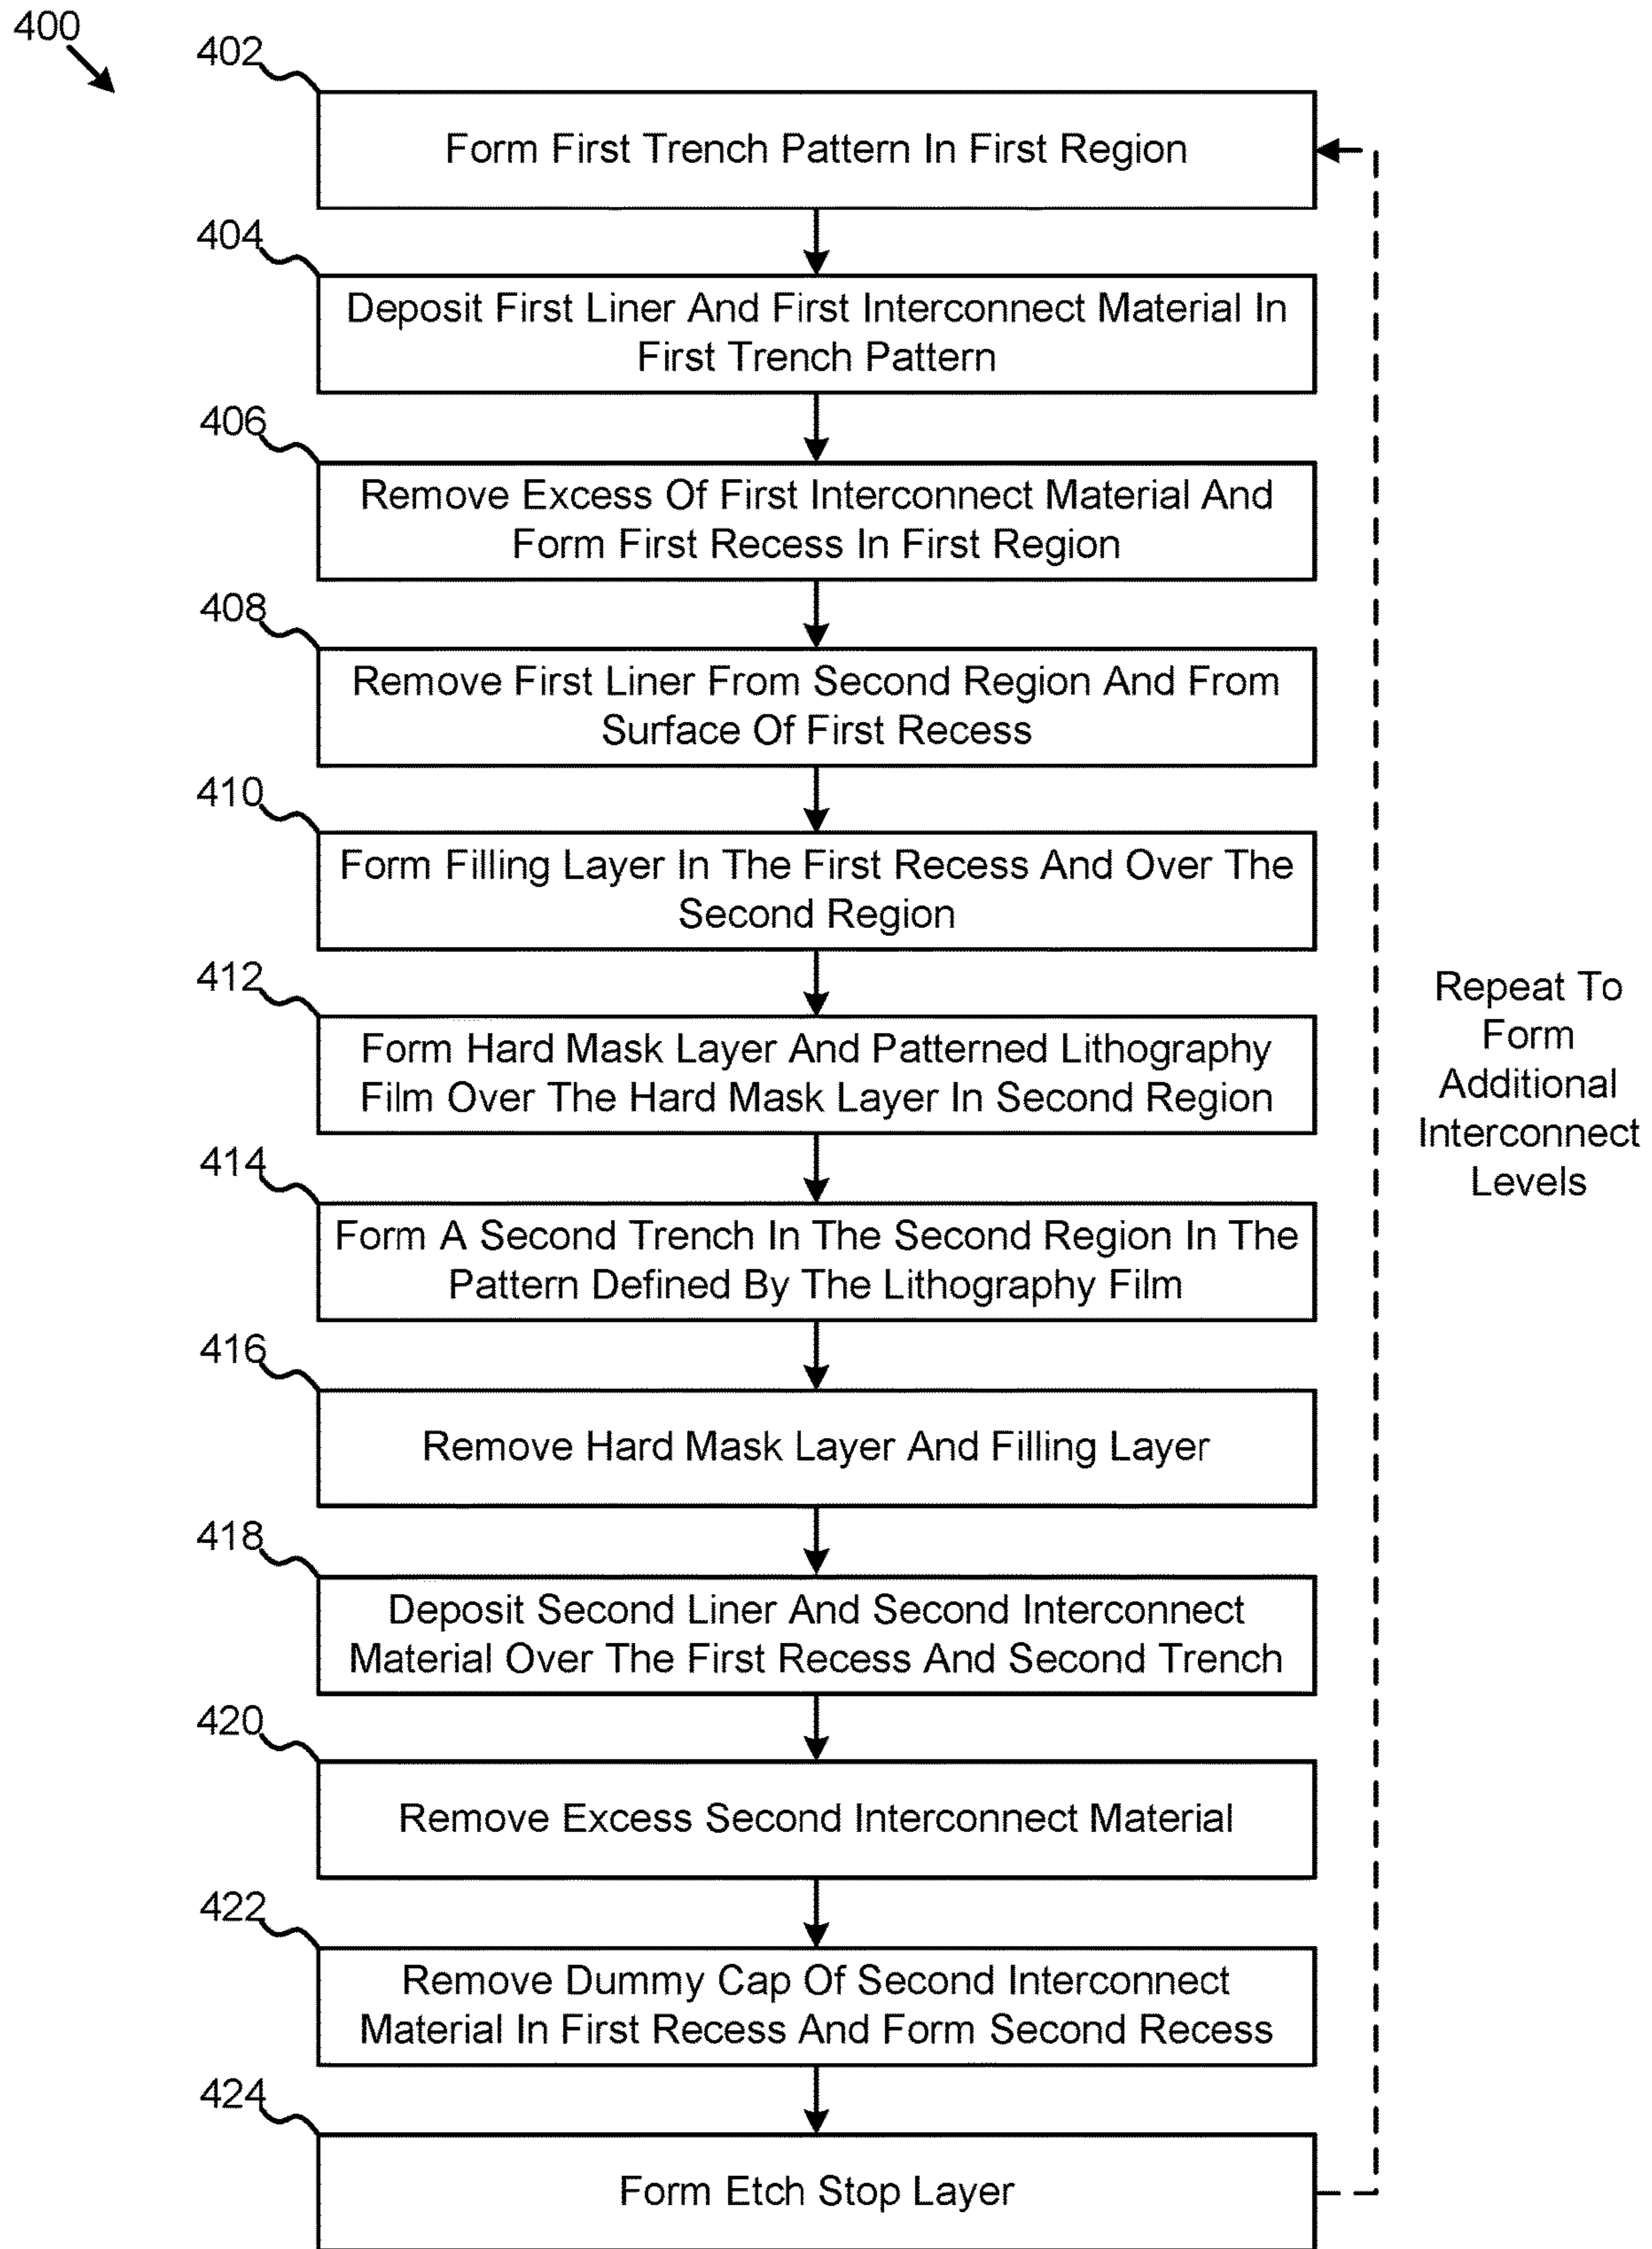 400
402
Form First Trench Pattern In First Region
404
Deposit First Liner And First Interconnect Material In
First Trench Pattern
406
Remove Excess Of First Interconnect Material And
Form First Recess In First Region
408
Remove First Liner From Second Region And From
Surface Of First Recess
410
Form Filling Layer In The First Recess And Over The
Second Region
412
Form Hard Mask Layer And Patterned Lithography
Film Over The Hard Mask Layer In Second Region
414
Form A Second Trench In The Second Region In The
Pattern Defined By The Lithography Film
416
Remove Hard Mask Layer And Filling Layer
418
Deposit Second Liner And Second Interconnect
Material Over The First Recess And Second Trench
420
Remove Excess Second Interconnect Material
422
Remove Dummy Cap Of Second Interconnect
Material In First Recess And Form Second Recess
424
Form Etch Stop Layer
Repeat To
Form
Additional
Interconnect
Levels